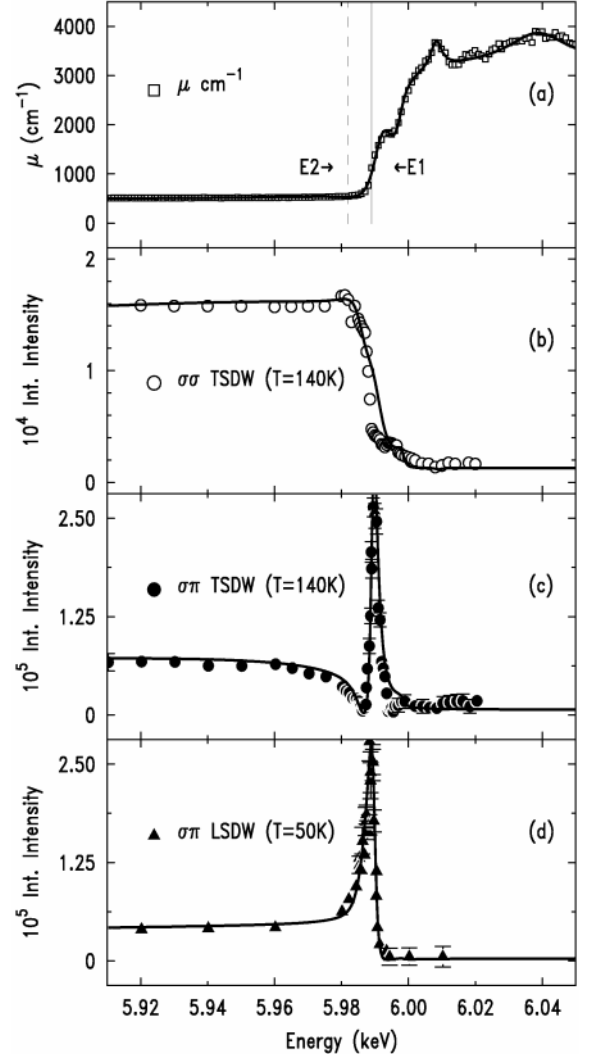 4000
3000
2000
1000
0
μ (cm⁻¹)
□ μ cm⁻¹
(a)
E2→
←E1
2
1
0
10⁴ Int. Intensity
(b)
○ σσ TSDW (T=140K)
2.50
1.25
0
10⁵ Int. Intensity
(c)
● σπ TSDW (T=140K)
2.50
1.25
0
10⁵ Int. Intensity
(d)
▲ σπ LSDW (T=50K)
5.92 5.94 5.96 5.98 6.00 6.02 6.04
Energy (keV)